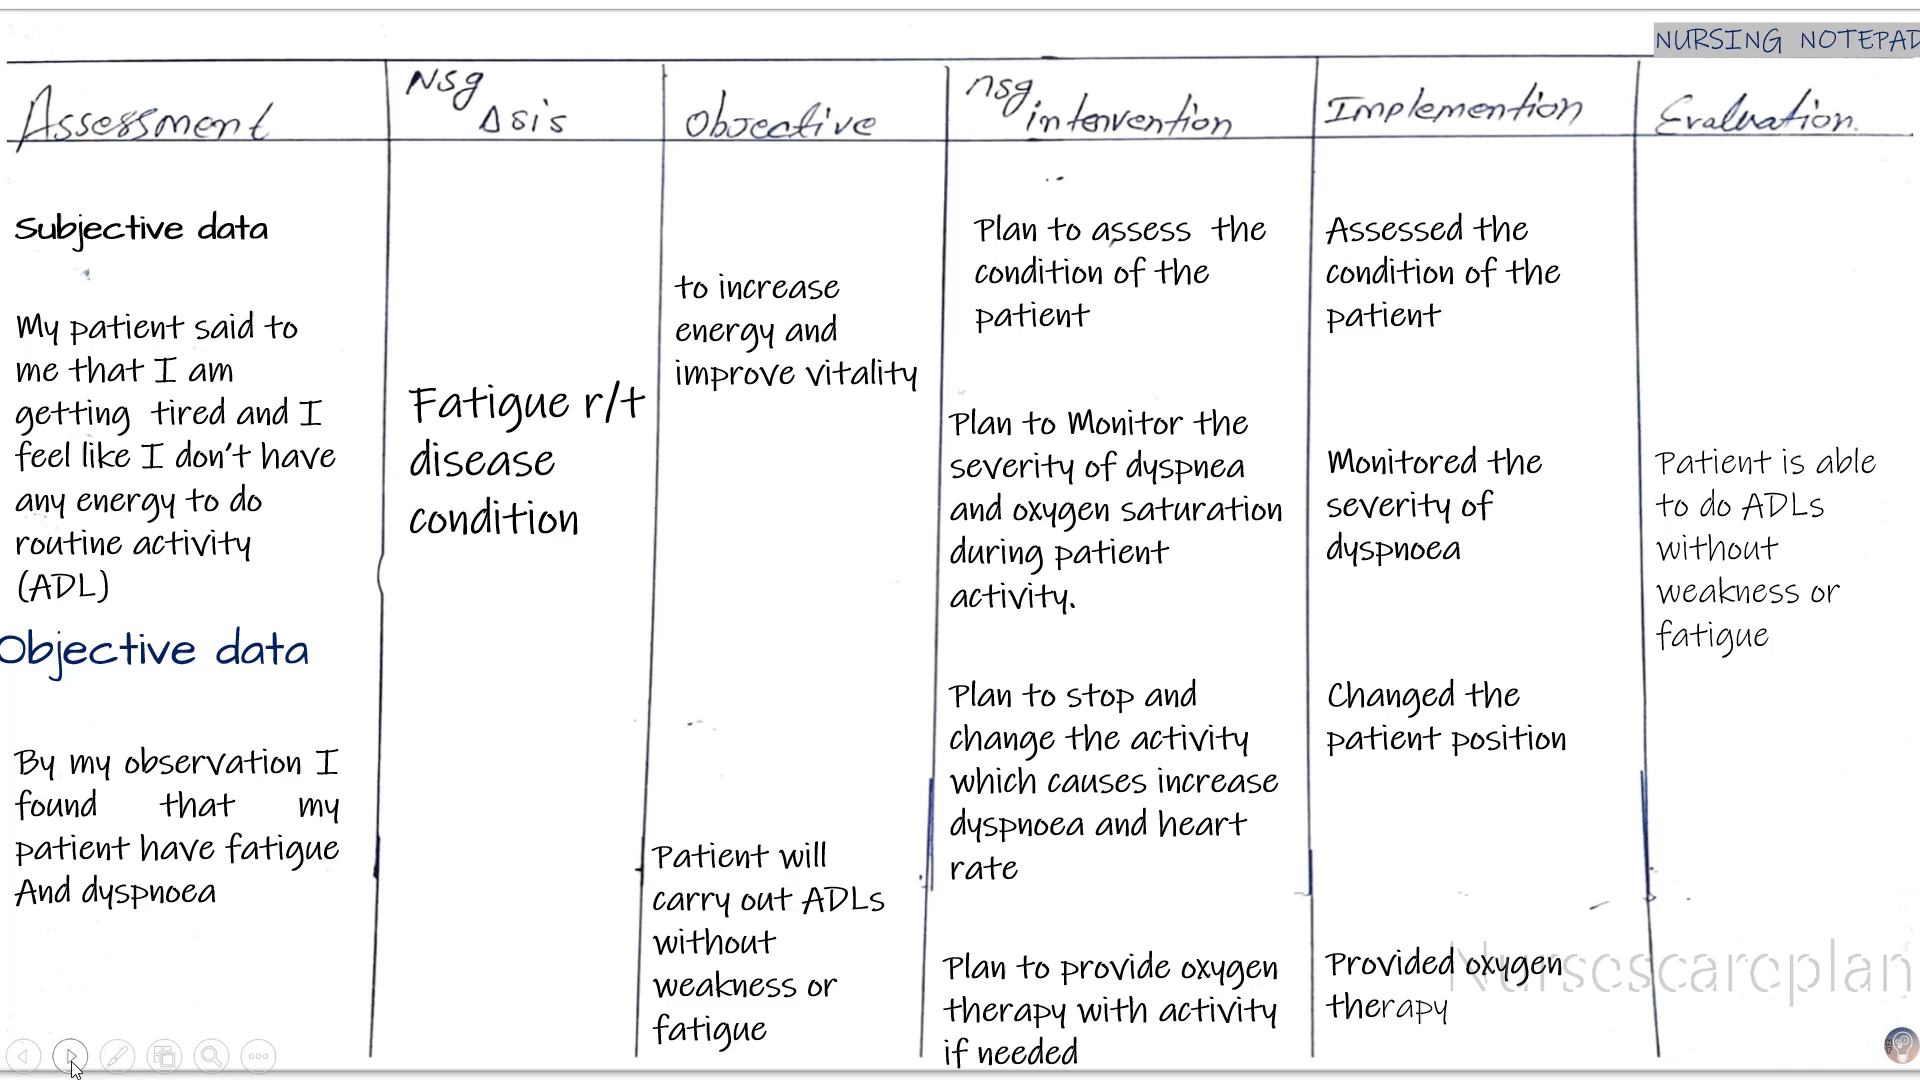 NURSING NOTEPAD
Assessment
Nsg
Δsis
Objective
nsg
intervention
Implemention
Evaluation.
Subjective data
My patient said to
me that I am
getting tired and I
feel like I don't have
any energy to do
routine activity
(ADL)
Objective data
By my observation I
found that my
patient have fatigue
And dyspnoea
Fatigue r/t
disease
condition
to increase
energy and
improve vitality
Patient will
carry out ADLs
without
weakness or
fatigue
Plan to assess the
condition of the
patient
Plan to Monitor the
severity of dyspnea
and oxygen saturation
during patient
activity.
Plan to stop and
change the activity
which causes increase
dyspnoea and heart
rate
Plan to provide oxygen
therapy with activity
if needed
Assessed the
condition of the
patient
Monitored the
severity of
dyspnoea
Changed the
patient position
Provided oxygen
therapy
Patient is able
to do ADLs
without
weakness or
fatigue
Nursescareplan